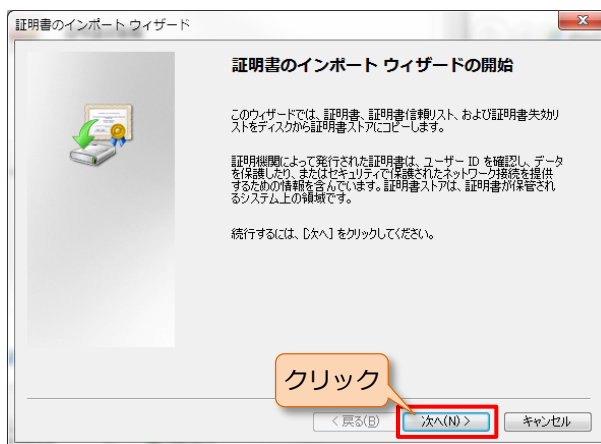 証明書のインポート ウィザード
証明書のインポート ウィザードの開始
このウィザードでは、証明書、証明書信頼リスト、および証明書失効リ
ストをディスクから証明書ストアにコピーします。
証明機関によって発行された証明書は、ユーザー ID を確認し、データ
を保護したり、またはセキュリティで保護されたネットワーク接続を提供
するための情報を含んでいます。証明書ストアは、証明書が保管され
るシステム上の領域です。
続行するには、[次へ] をクリックしてください。
クリック
< 戻る(B) 次へ(N) > キャンセル